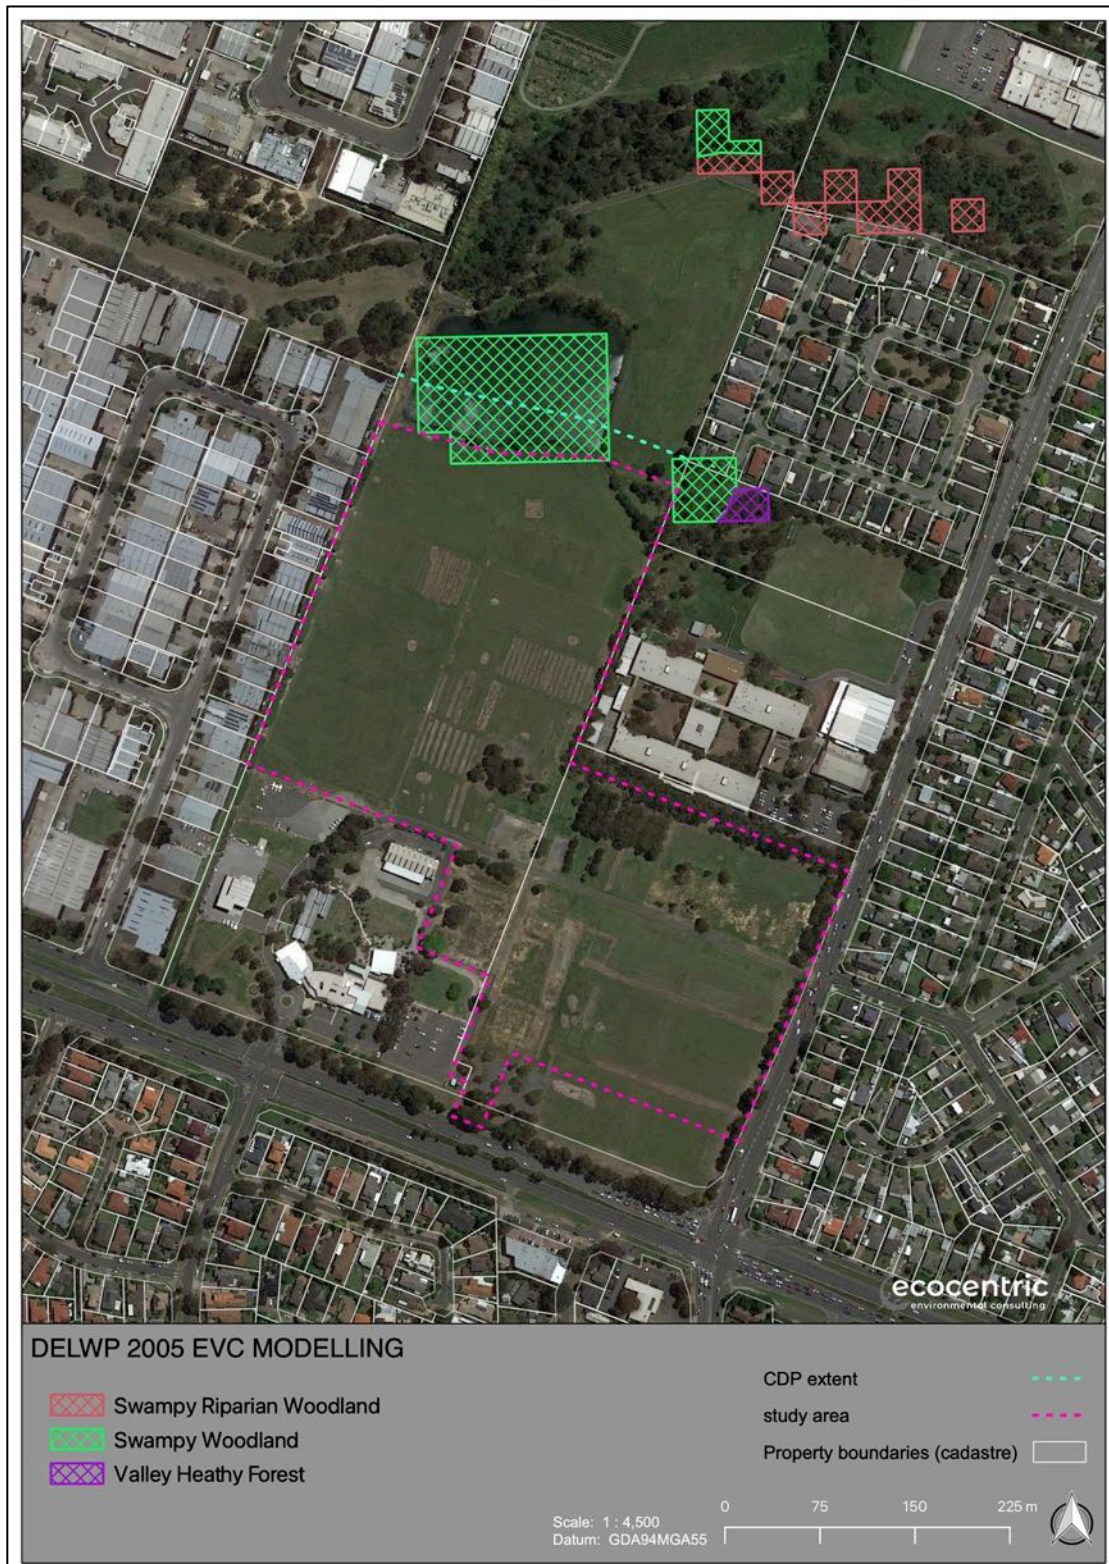 ecocentric
environmental consulting
DELWP 2005 EVC MODELLING
Swampy Riparian Woodland
Swampy Woodland
Valley Heathy Forest
CDP extent
study area
Property boundaries (cadastre)
Scale: 1 : 4,500
Datum: GDA94MGA55
0 75 150 225 m